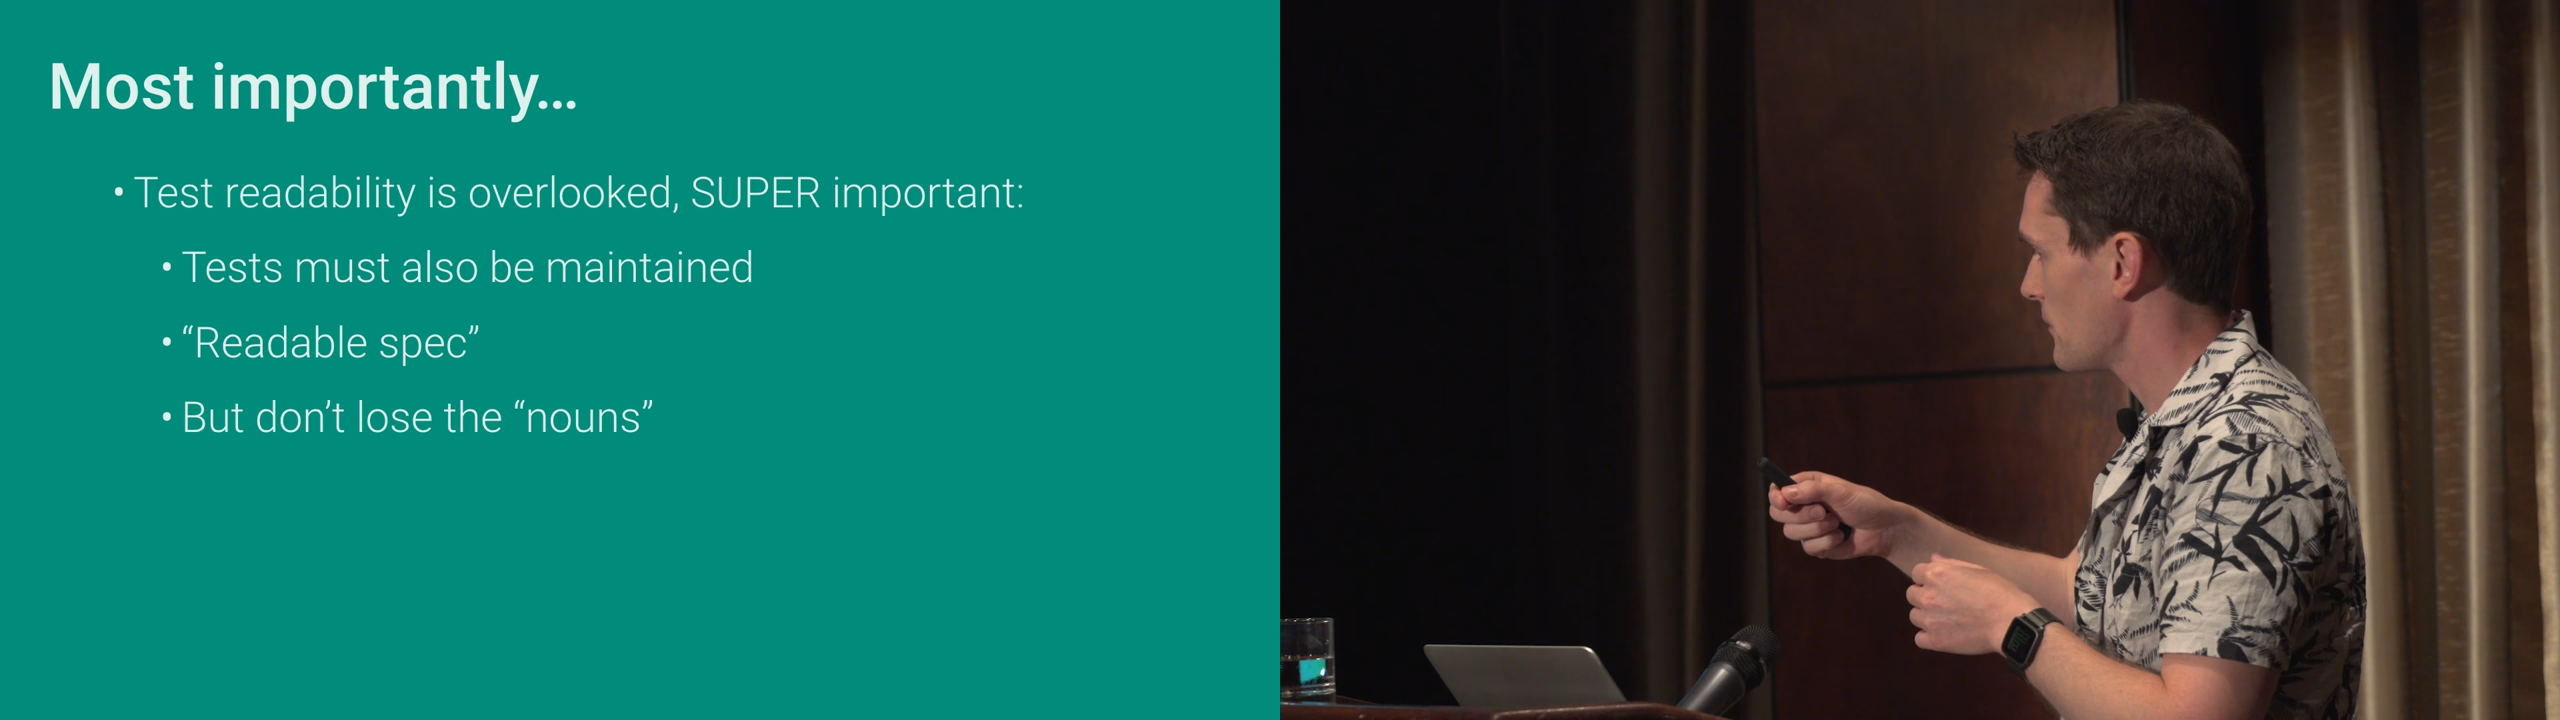 Most importantly…
• Test readability is overlooked, SUPER important:
• Tests must also be maintained
• “Readable spec”
• But don’t lose the “nouns”